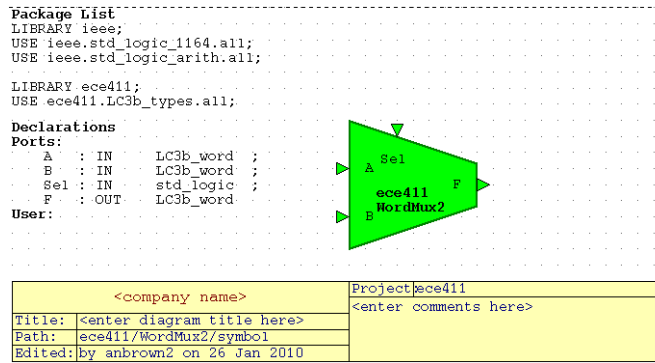 Package List
LIBRARY ieee;
USE ieee.std_logic_1164.all;
USE ieee.std_logic_arith.all;
LIBRARY ece411;
USE ece411.LC3b_types.all;
Declarations
Ports:
A : IN LC3b_word ;
B : IN LC3b_word ;
Sel : IN std_logic ;
F : OUT LC3b_word
User:
Sel
A
F
ece411
WordMux2
B
<company name>
Project:ece411
<enter comments here>
Title: <enter diagram title here>
Path: ece411/WordMux2/symbol
Edited: by anbrown2 on 26 Jan 2010